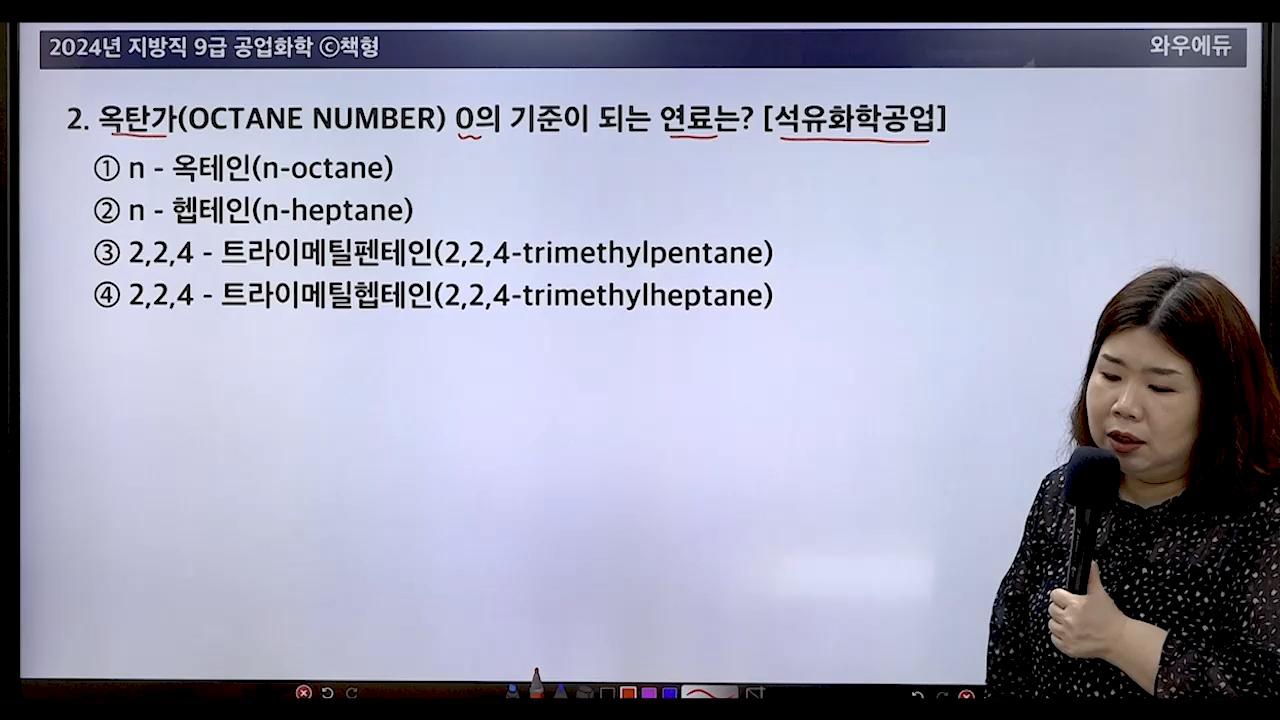 2024년 지방직 9급 공업화학 ⓒ책형
와우에듀
2. 옥탄가(OCTANE NUMBER) 0의 기준이 되는 연료는? [석유화학공업]
① n - 옥테인(n-octane)
② n - 헵테인(n-heptane)
③ 2,2,4 - 트라이메틸펜테인(2,2,4-trimethylpentane)
④ 2,2,4 - 트라이메틸헵테인(2,2,4-trimethylheptane)